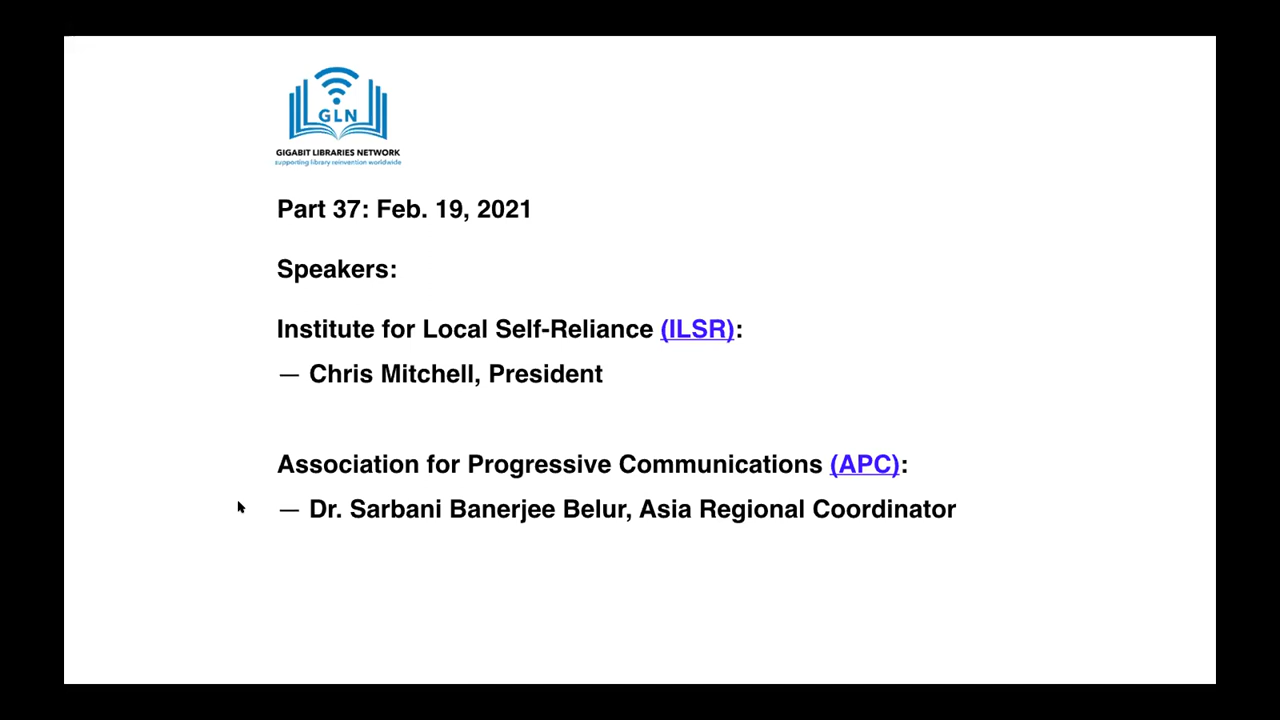 GLN
GIGABIT LIBRARIES NETWORK
supporting library reinvention worldwide
Part 37: Feb. 19, 2021
Speakers:
Institute for Local Self-Reliance (ILSR):
— Chris Mitchell, President
Association for Progressive Communications (APC):
— Dr. Sarbani Banerjee Belur, Asia Regional Coordinator